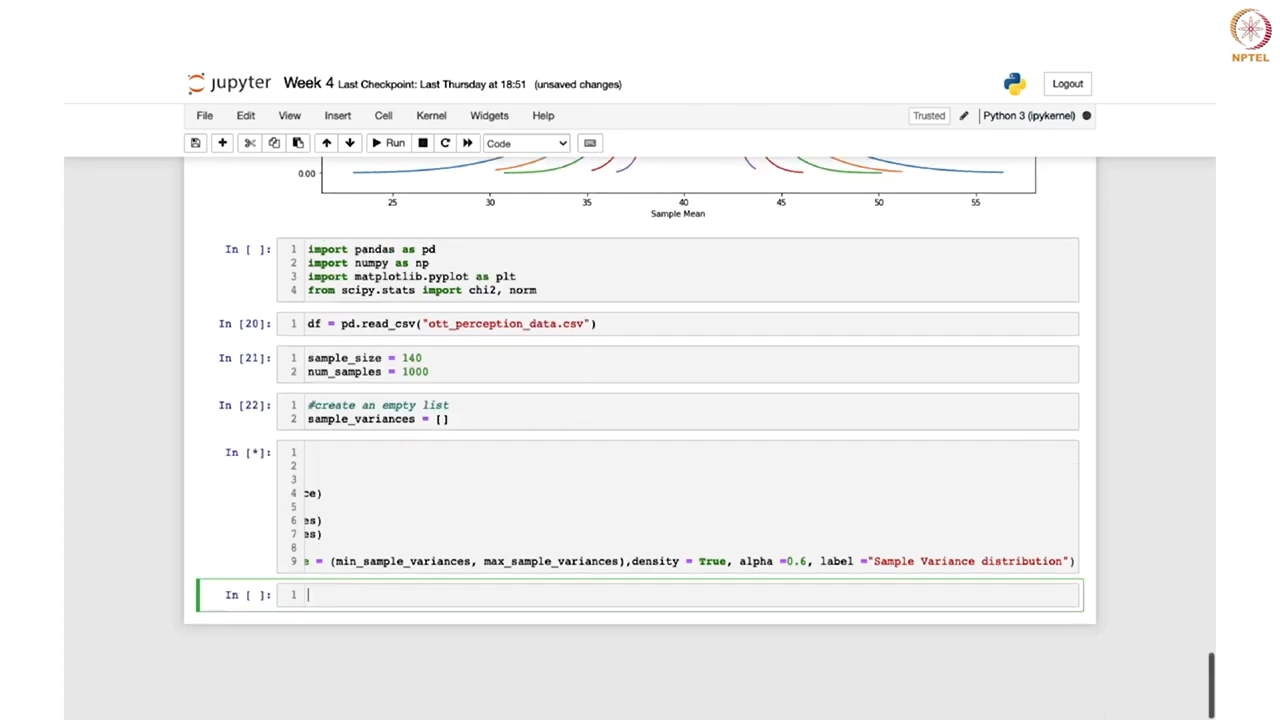 NPTEL
jupyter Week 4 Last Checkpoint: Last Thursday at 18:51 (unsaved changes)
Logout
File Edit View Insert Cell Kernel Widgets Help
Trusted Python 3 (ipykernel)
Run Code
0.00
25 30 35 40 45 50 55
Sample Mean
In [ ]: 1 import pandas as pd
2 import numpy as np
3 import matplotlib.pyplot as plt
4 from scipy.stats import chi2, norm
In [20]: 1 df = pd.read_csv("ott_perception_data.csv")
In [21]: 1 sample_size = 140
2 num_samples = 1000
In [22]: 1 #create an empty list
2 sample_variances = []
In [*]: 1
2
3
4 ce)
5
6 es)
7 es)
8
9 e = (min_sample_variances, max_sample_variances),density = True, alpha =0.6, label ="Sample Variance distribution")
In [ ]: 1